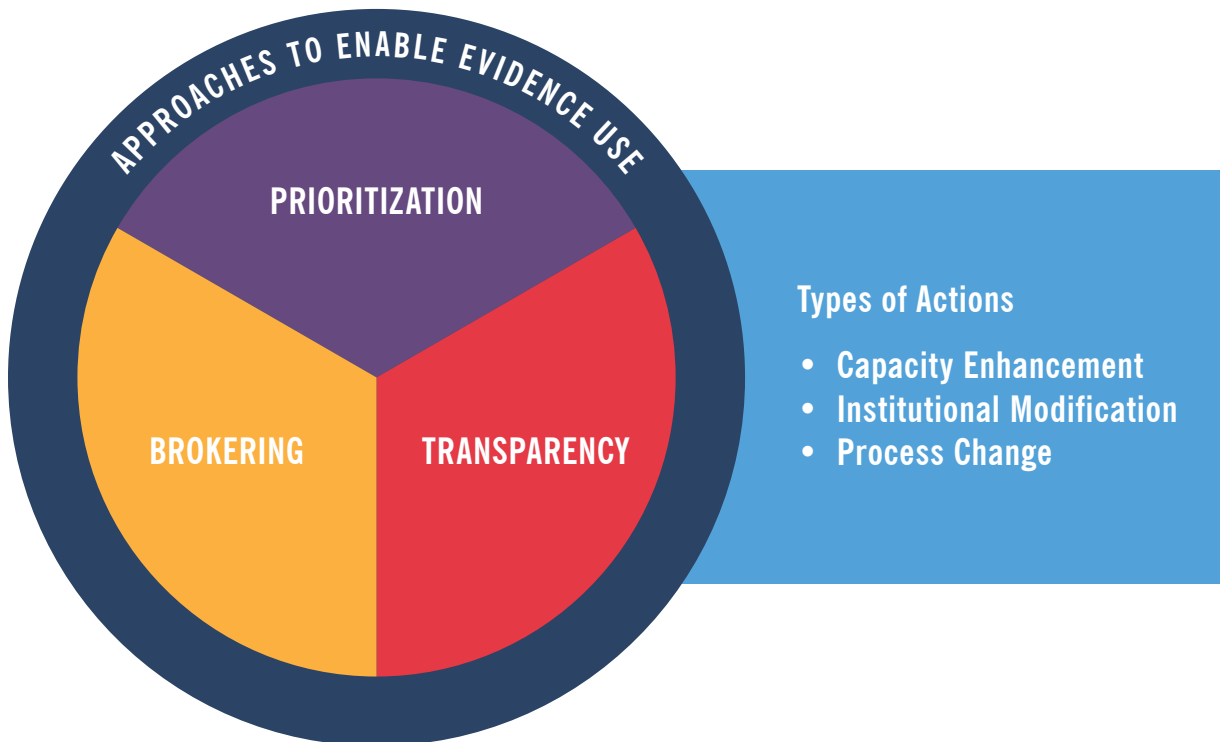 APPROACHES TO ENABLE EVIDENCE USE
PRIORITIZATION
BROKERING
TRANSPARENCY
Types of Actions
• Capacity Enhancement
• Institutional Modification
• Process Change